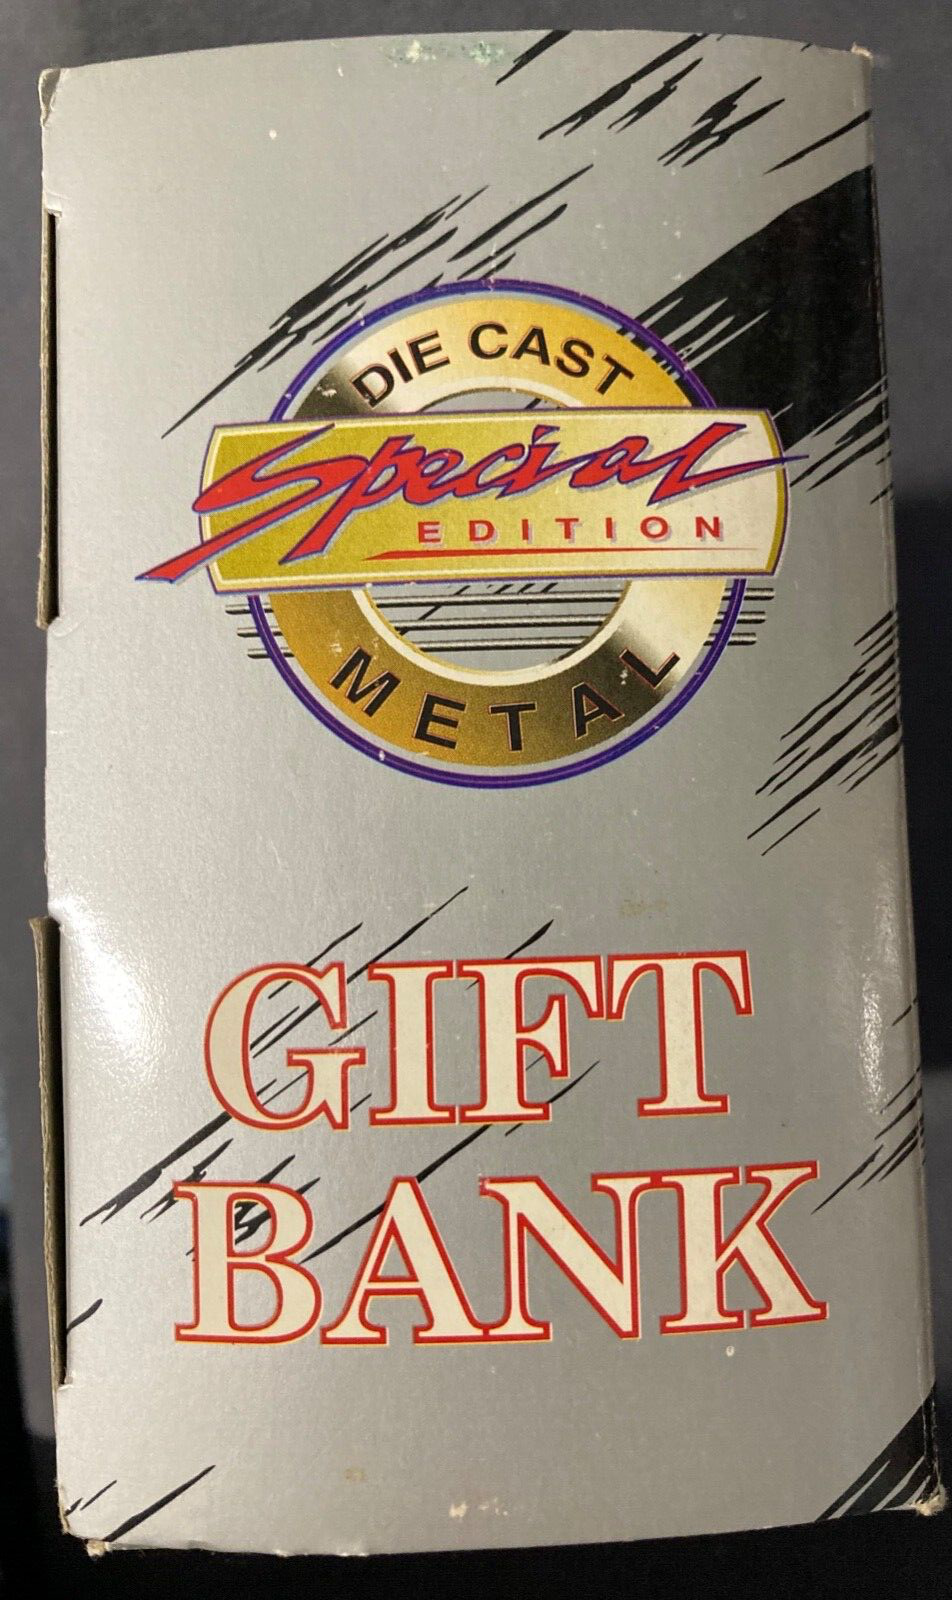 DIE CAST
Special
EDITION
METAL
GIFT
BANK